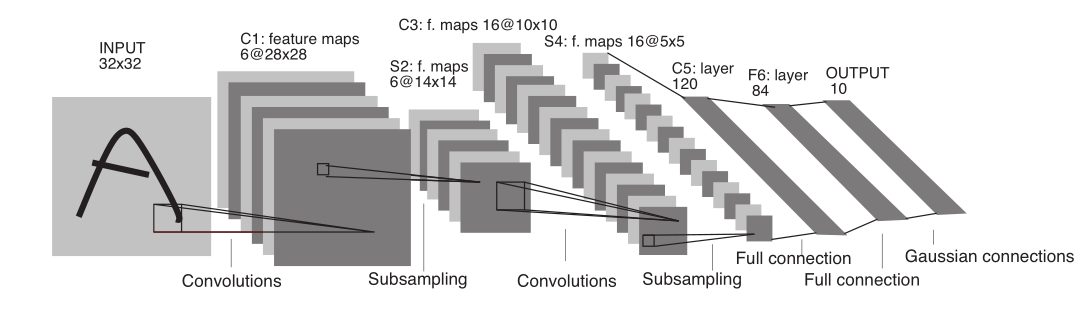 INPUT
32x32
C1: feature maps
6@28x28
S2: f. maps
6@14x14
C3: f. maps 16@10x10
S4: f. maps 16@5x5
C5: layer
120
F6: layer
84
OUTPUT
10
A
Convolutions
Subsampling
Convolutions
Subsampling
Full connection
Full connection
Gaussian connections